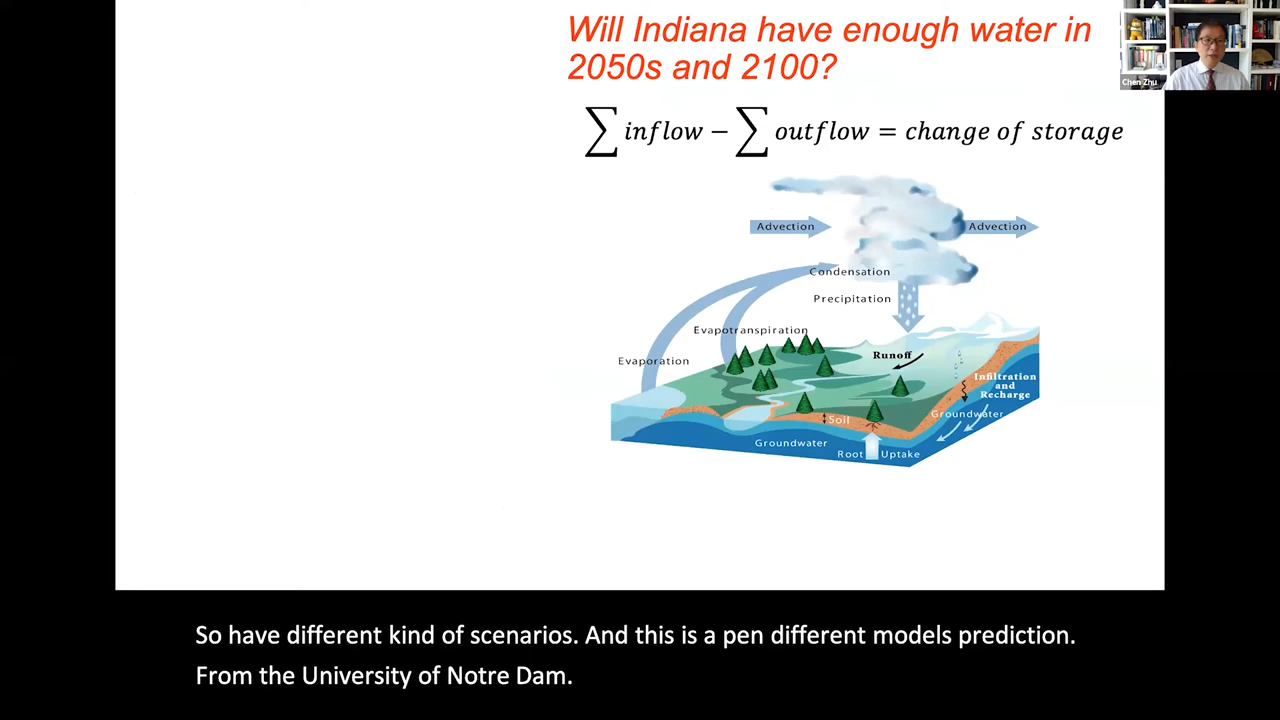 Will Indiana have enough water in
2050s and 2100?
Chen Zhu
∑ inflow − ∑ outflow = change of storage
Advection
Advection
Condensation
Precipitation
Evapotranspiration
Evaporation
Runoff
Infiltration
and
Recharge
Groundwater
Soil
Groundwater
Root Uptake
So have different kind of scenarios. And this is a pen different models prediction.
From the University of Notre Dam.